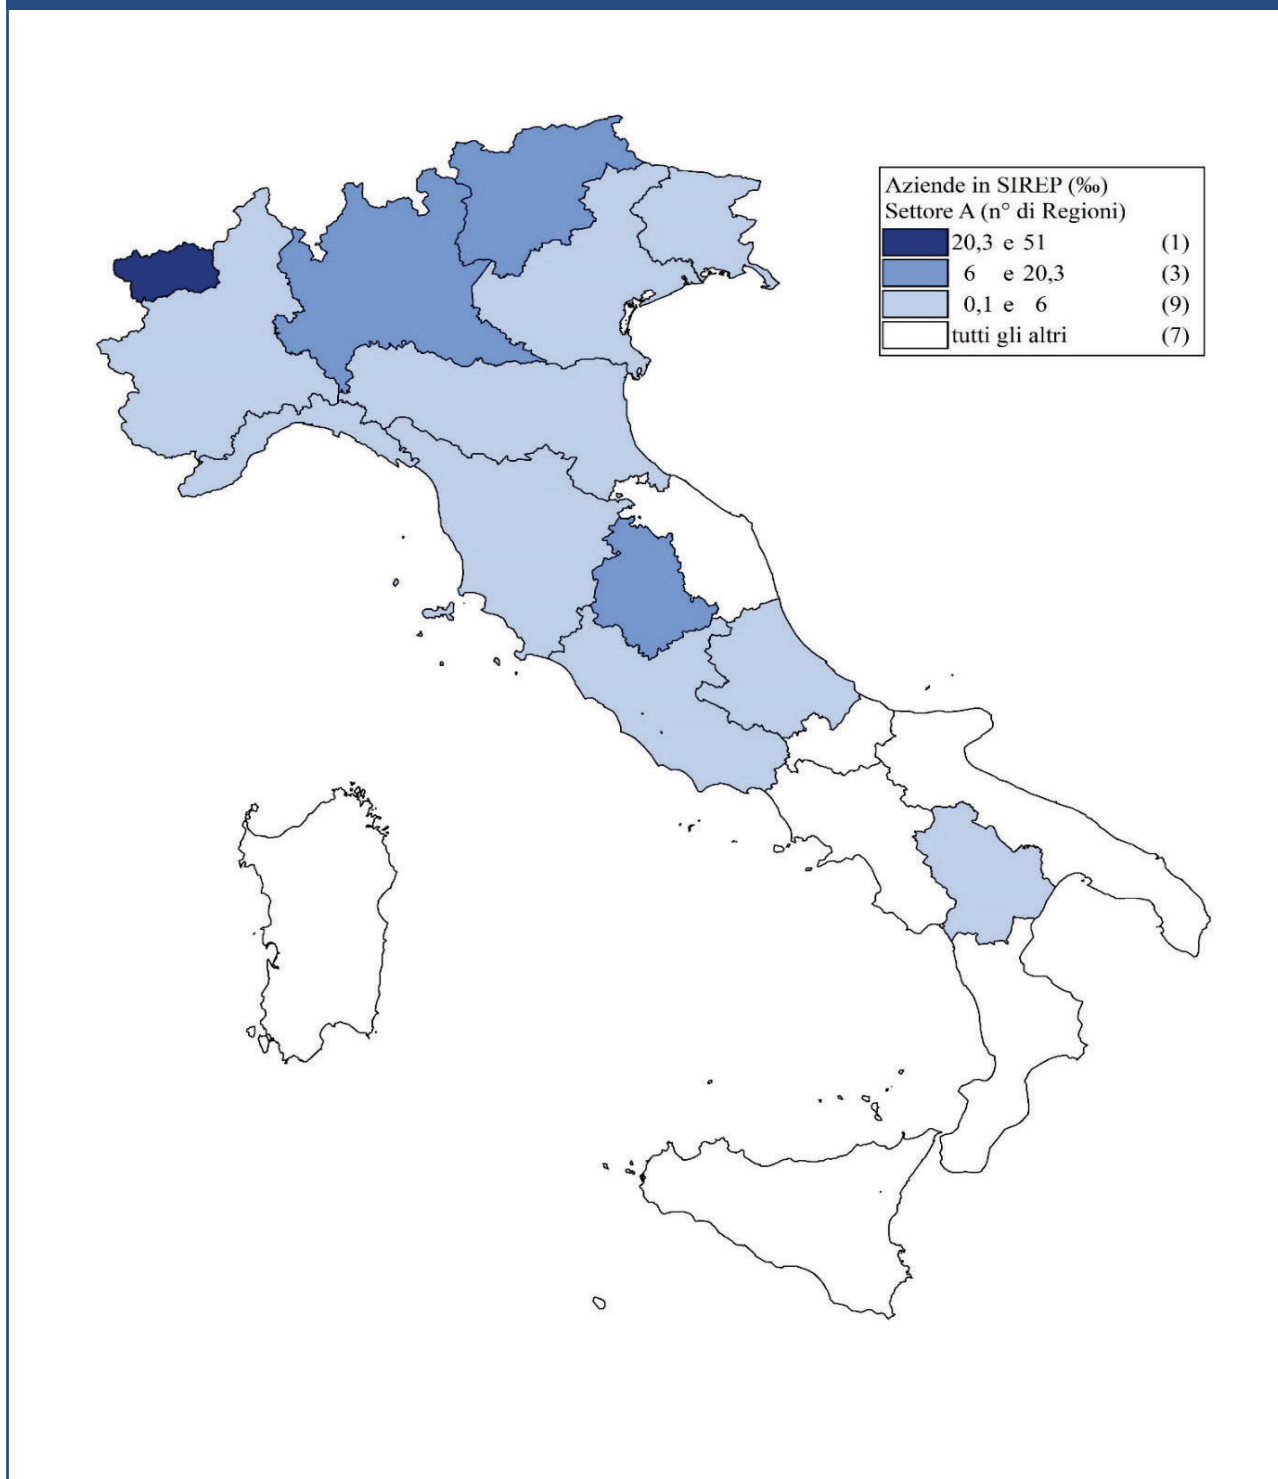 Aziende in SIREP (‰)
Settore A (n° di Regioni)
20,3 e 51 (1)
6 e 20,3 (3)
0,1 e 6 (9)
tutti gli altri (7)